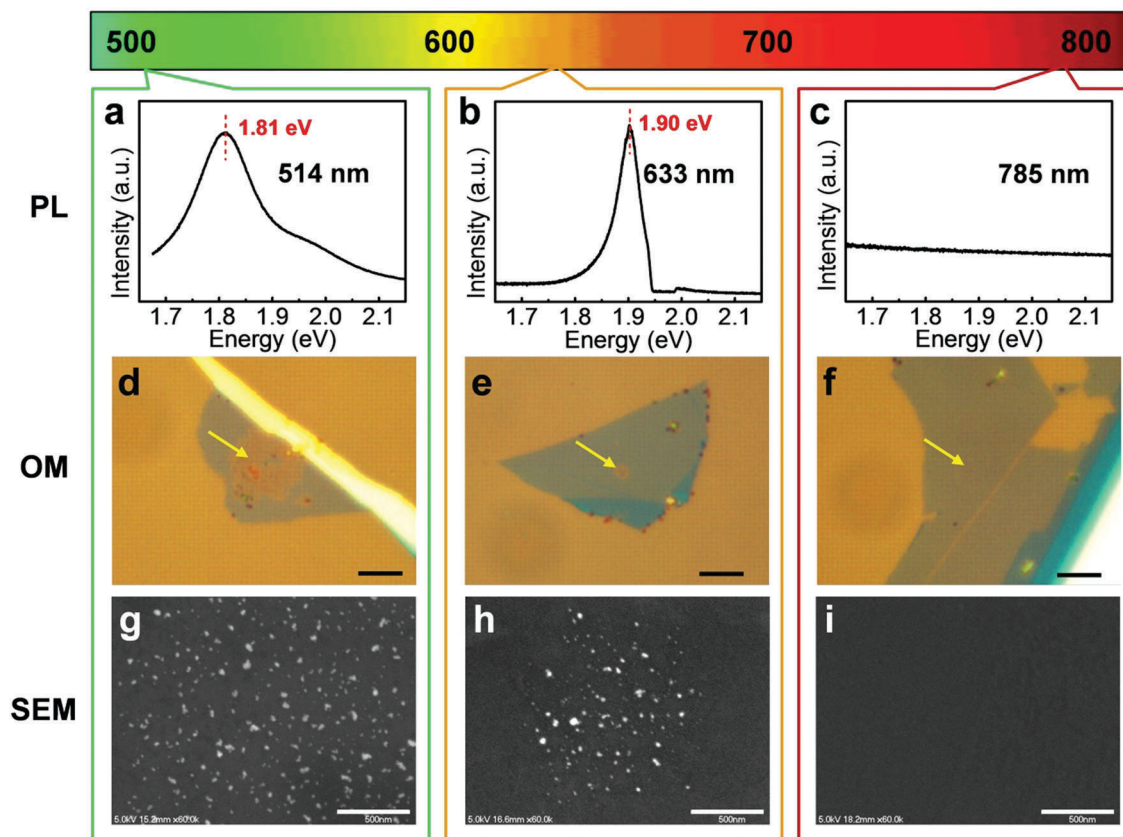 500 600 700 800
PL
a
1.81 eV
514 nm
Intensity (a.u.)
1.7 1.8 1.9 2.0 2.1
Energy (eV)
b
1.90 eV
633 nm
Intensity (a.u.)
1.7 1.8 1.9 2.0 2.1
Energy (eV)
c
785 nm
Intensity (a.u.)
1.7 1.8 1.9 2.0 2.1
Energy (eV)
OM
d
e
f
SEM
g
5.0kV 15.2mm x60.0k
500nm
h
5.0kV 16.6mm x60.0k
500nm
i
5.0kV 18.2mm x60.0k
500nm